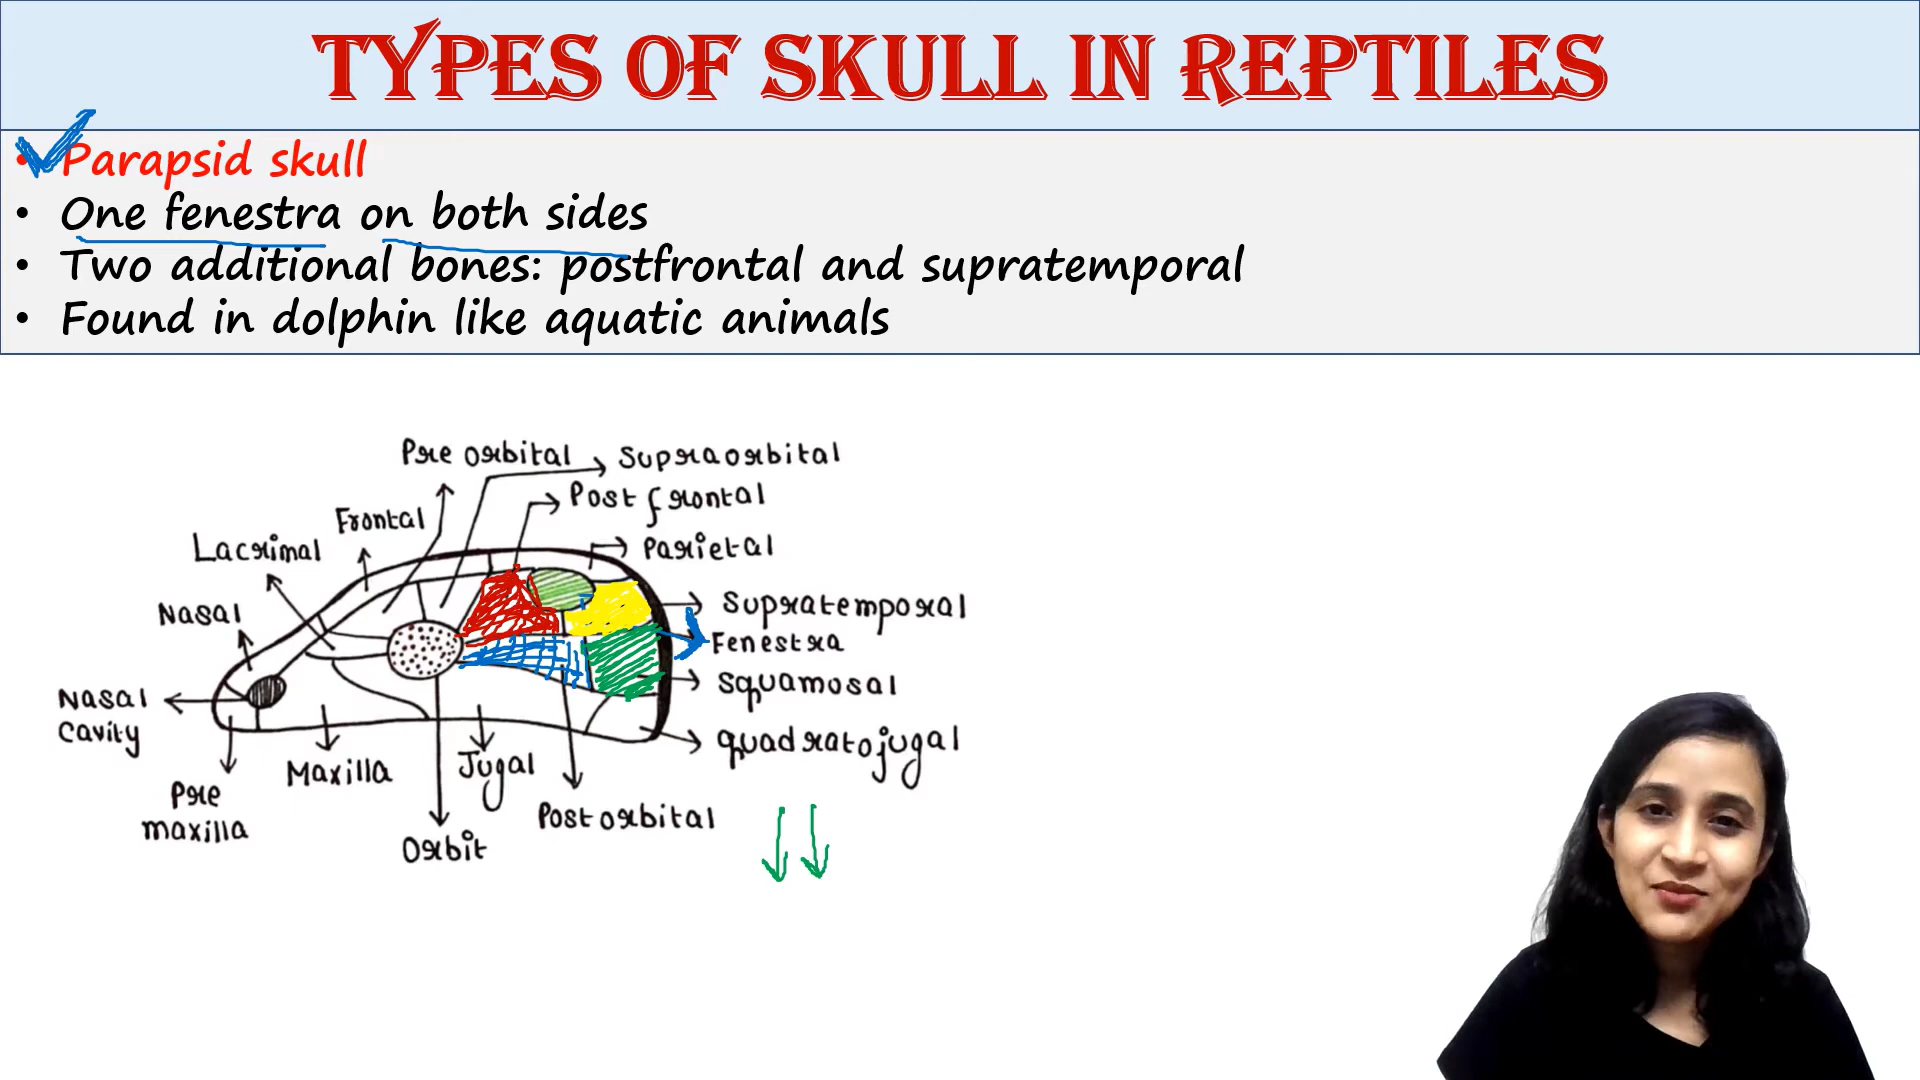 TYPES OF SKULL IN REPTILES
• Parapsid skull
• One fenestra on both sides
• Two additional bones: postfrontal and supratemporal
• Found in dolphin like aquatic animals
Pre orbital
Supraorbital
Post frontal
Frontal
Lacrimal
Parietal
Nasal
Supratemporal
Fenestra
Squamosal
Nasal
cavity
quadratojugal
Maxilla
Jugal
Pre
maxilla
Post orbital
Orbit